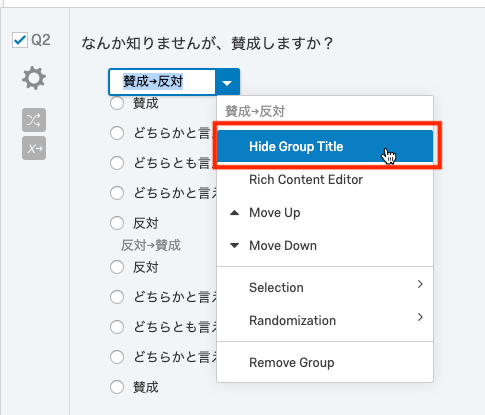 Q2
なんか知りませんが、賛成しますか？
賛成→反対
賛成
賛成→反対
どちらかと言え
Hide Group Title
どちらとも言え
Rich Content Editor
どちらかと言え
Move Up
反対
反対→賛成
Move Down
反対
Selection
どちらかと言え
Randomization
どちらとも言え
どちらかと言え
Remove Group
賛成
X→